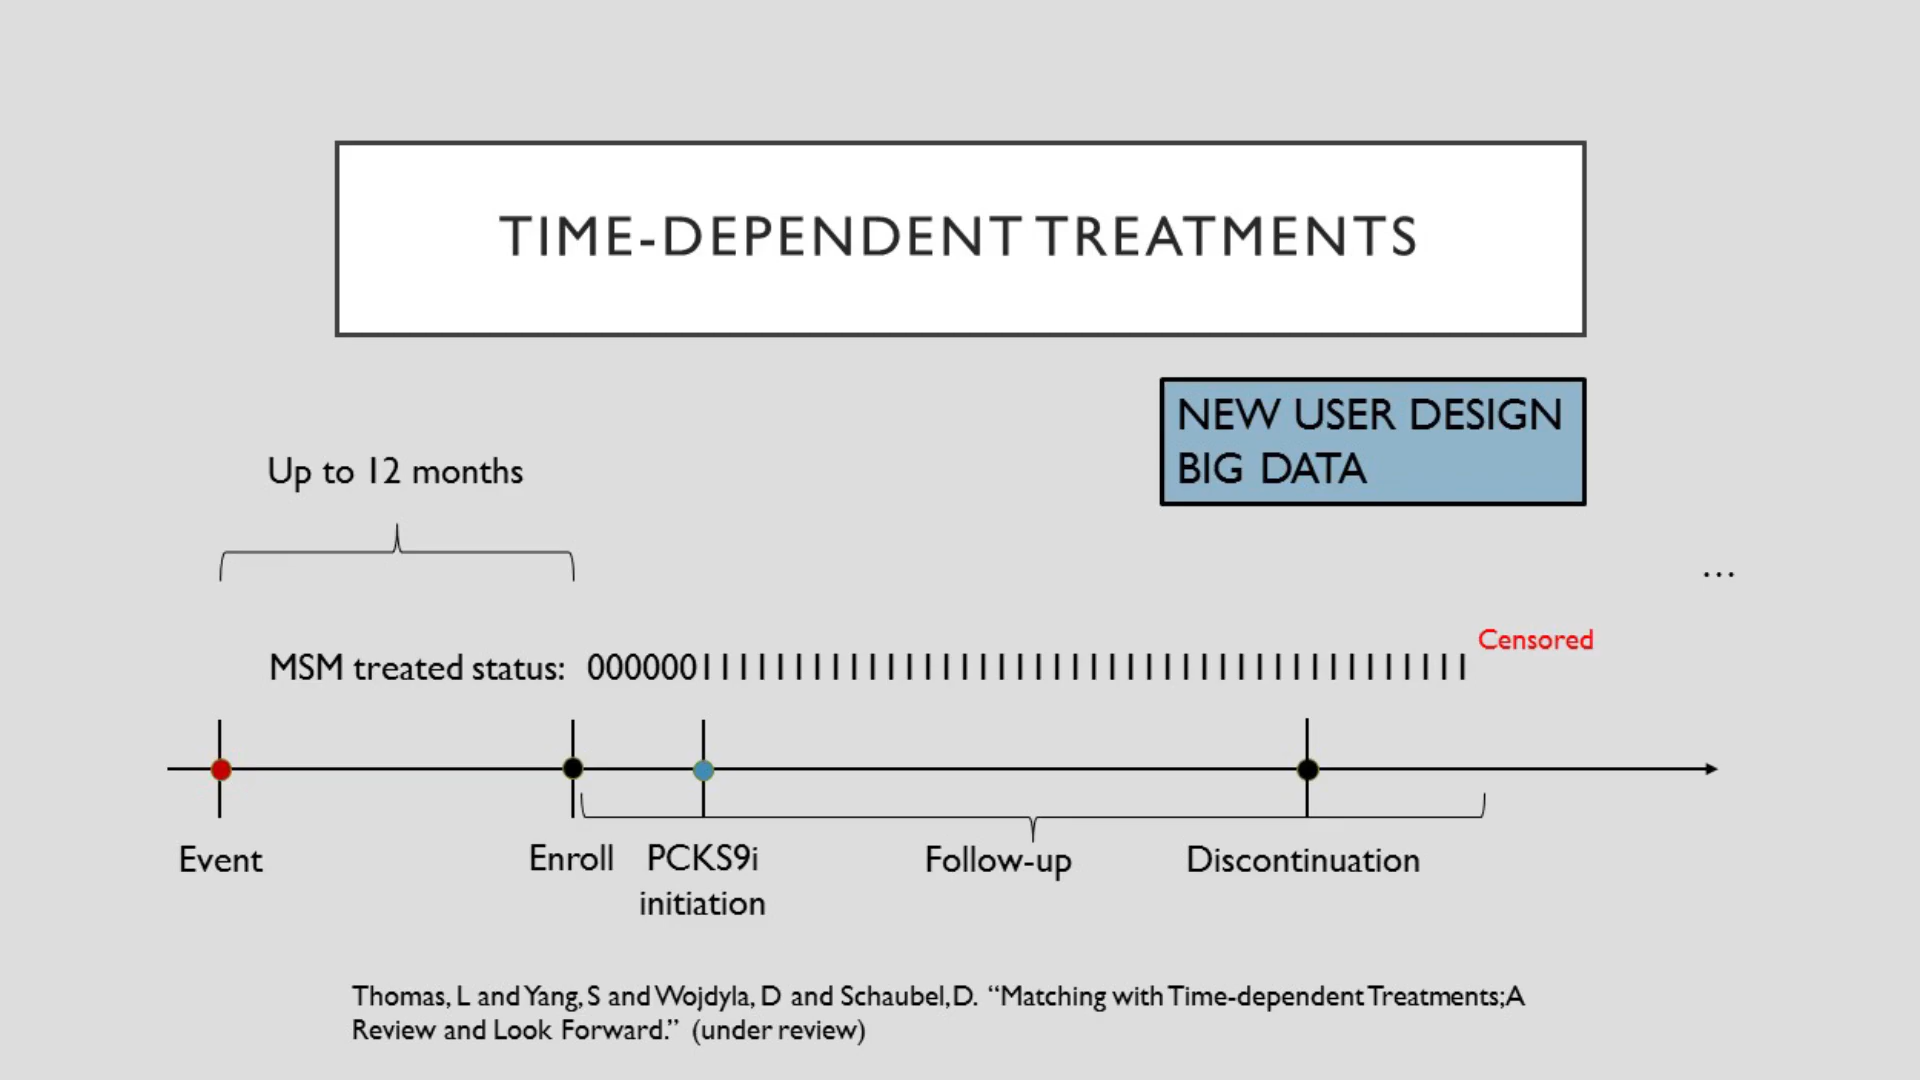 TIME-DEPENDENT TREATMENTS
NEW USER DESIGN
BIG DATA
Up to 12 months
...
Censored
MSM treated status: 000000111111111111111111111111111111111111111111
Event
Enroll
PCKS9i
initiation
Follow-up
Discontinuation
Thomas, L and Yang, S and Wojdyla, D and Schaubel, D. “Matching with Time-dependent Treatments; A
Review and Look Forward.” (under review)